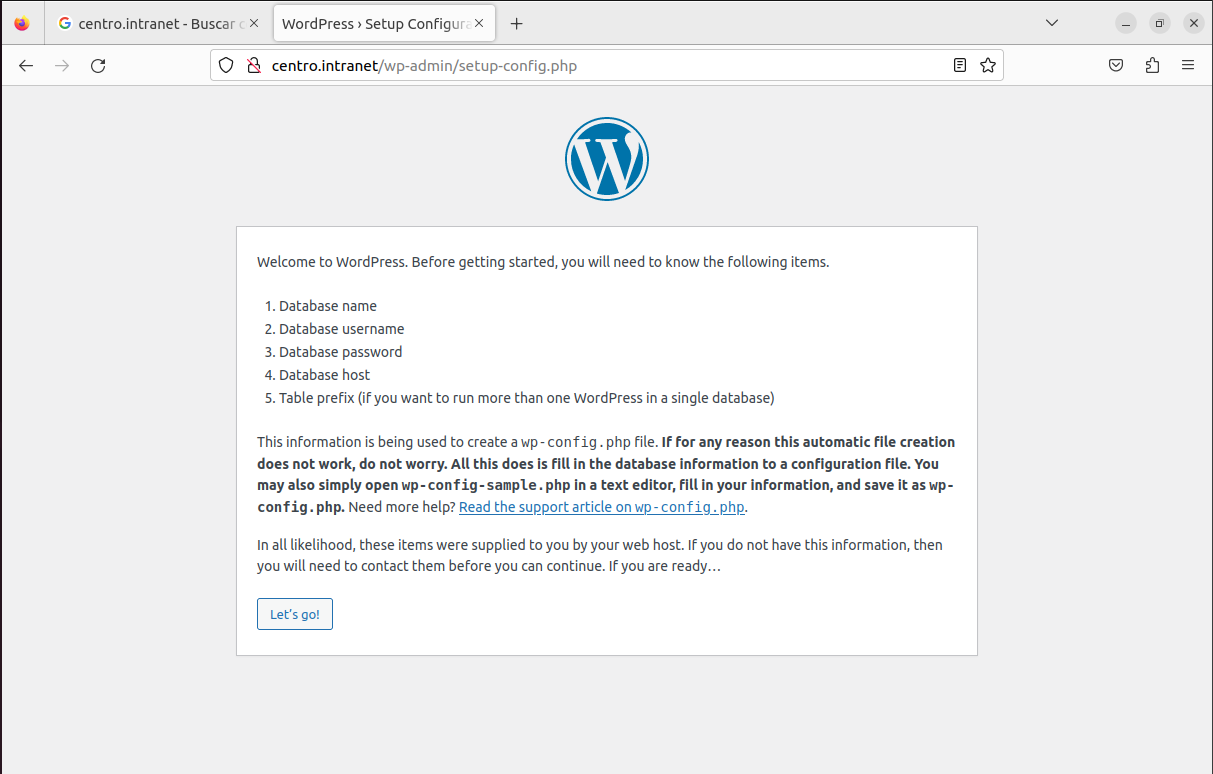 centro.intranet - Buscar
WordPress › Setup Configura
centro.intranet/wp-admin/setup-config.php
Welcome to WordPress. Before getting started, you will need to know the following items.
1. Database name
2. Database username
3. Database password
4. Database host
5. Table prefix (if you want to run more than one WordPress in a single database)
This information is being used to create a wp-config.php file. If for any reason this automatic file creation
does not work, do not worry. All this does is fill in the database information to a configuration file. You
may also simply open wp-config-sample.php in a text editor, fill in your information, and save it as wp-
config.php. Need more help? Read the support article on wp-config.php.
In all likelihood, these items were supplied to you by your web host. If you do not have this information, then
you will need to contact them before you can continue. If you are ready…
Let’s go!